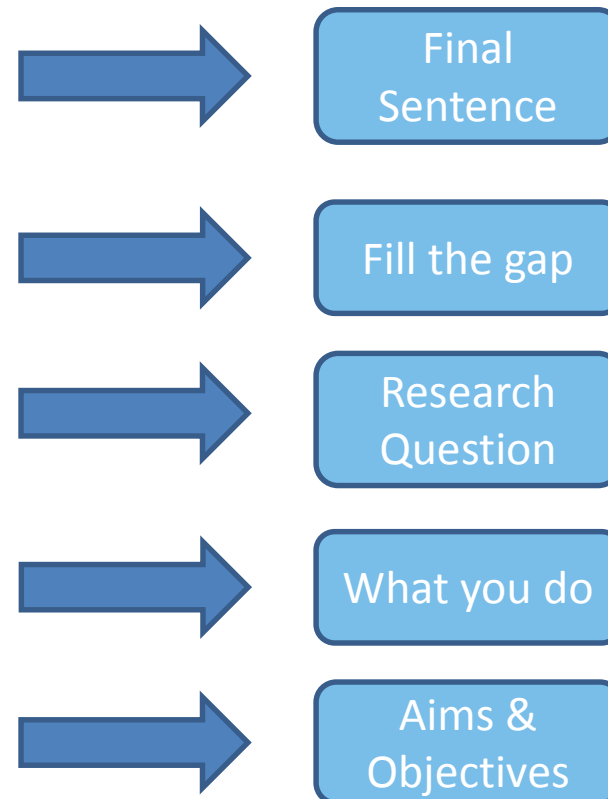 Final
Sentence
Fill the gap
Research
Question
What you do
Aims &
Objectives